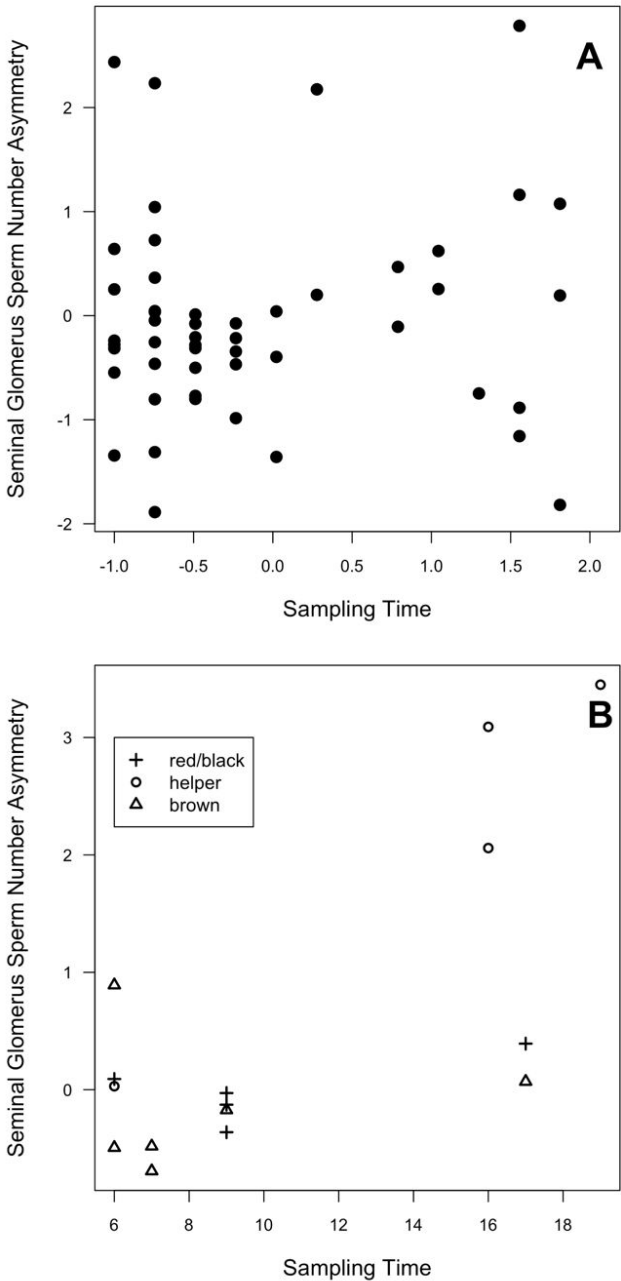 Seminal Glomerus Sperm Number Asymmetry
A
2
1
0
-1
-2
-1.0 -0.5 0.0 0.5 1.0 1.5 2.0
Sampling Time
Seminal Glomerus Sperm Number Asymmetry
B
3
2
1
0
red/black
helper
brown
6 8 10 12 14 16 18
Sampling Time